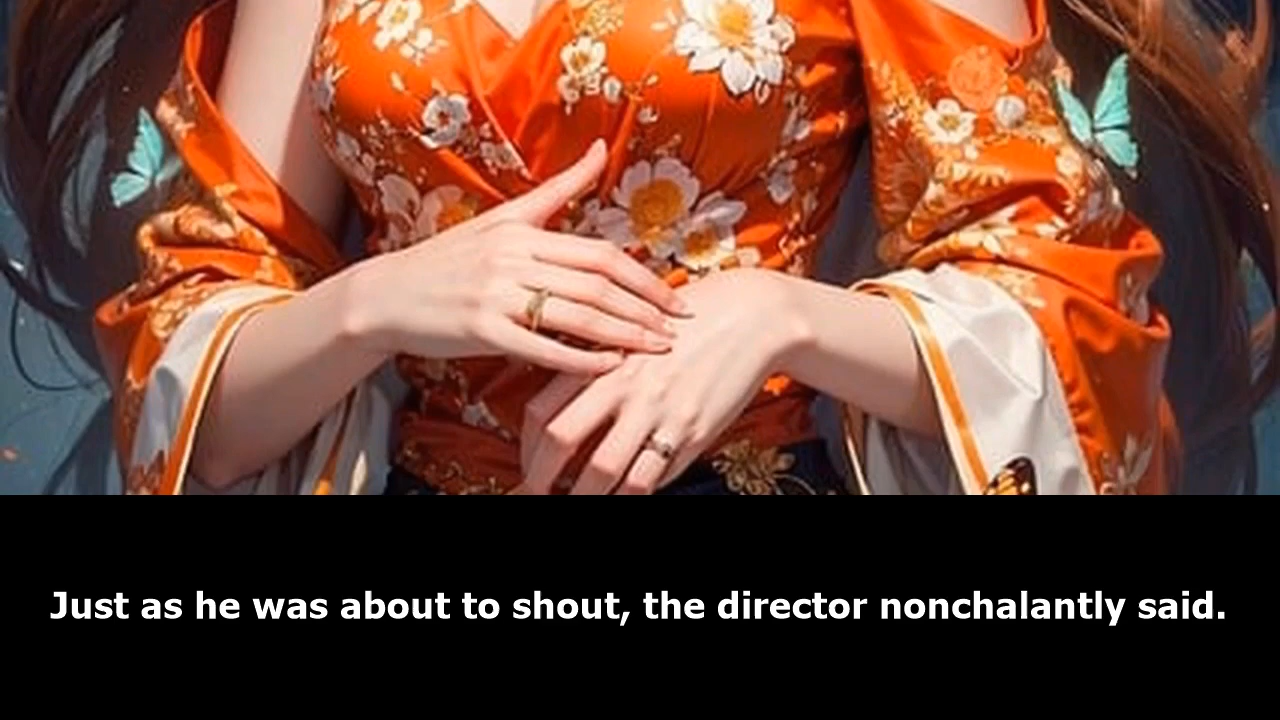 Just as he was about to shout, the director nonchalantly said.